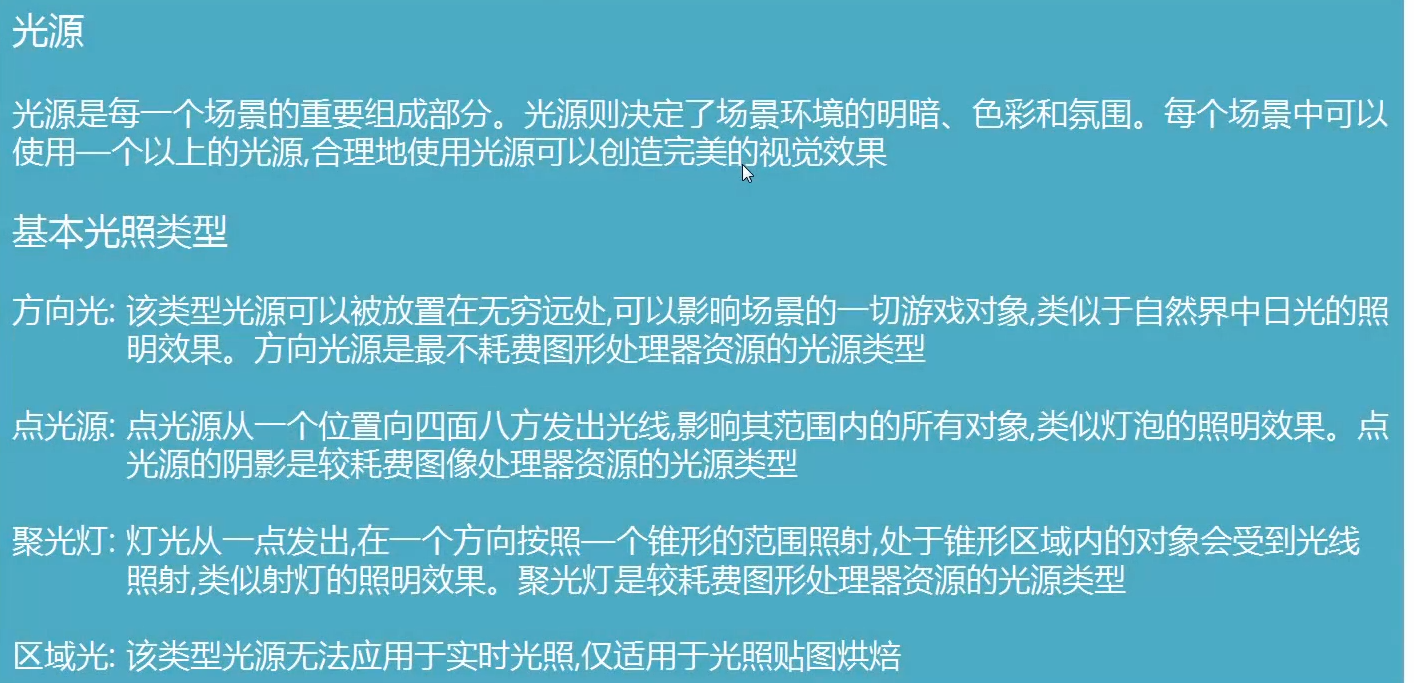 光源
光源是每一个场景的重要组成部分。光源则决定了场景环境的明暗、色彩和氛围。每个场景中可以
使用一个以上的光源,合理地使用光源可以创造完美的视觉效果
基本光照类型
方向光: 该类型光源可以被放置在无穷远处,可以影响场景的一切游戏对象,类似于自然界中日光的照
明效果。方向光源是最不耗费图形处理器资源的光源类型
点光源: 点光源从一个位置向四面八方发出光线,影响其范围内的所有对象,类似灯泡的照明效果。点
光源的阴影是较耗费图像处理器资源的光源类型
聚光灯: 灯光从一点发出,在一个方向按照一个锥形的范围照射,处于锥形区域内的对象会受到光线
照射,类似射灯的照明效果。聚光灯是较耗费图形处理器资源的光源类型
区域光: 该类型光源无法应用于实时光照,仅适用于光照贴图烘焙